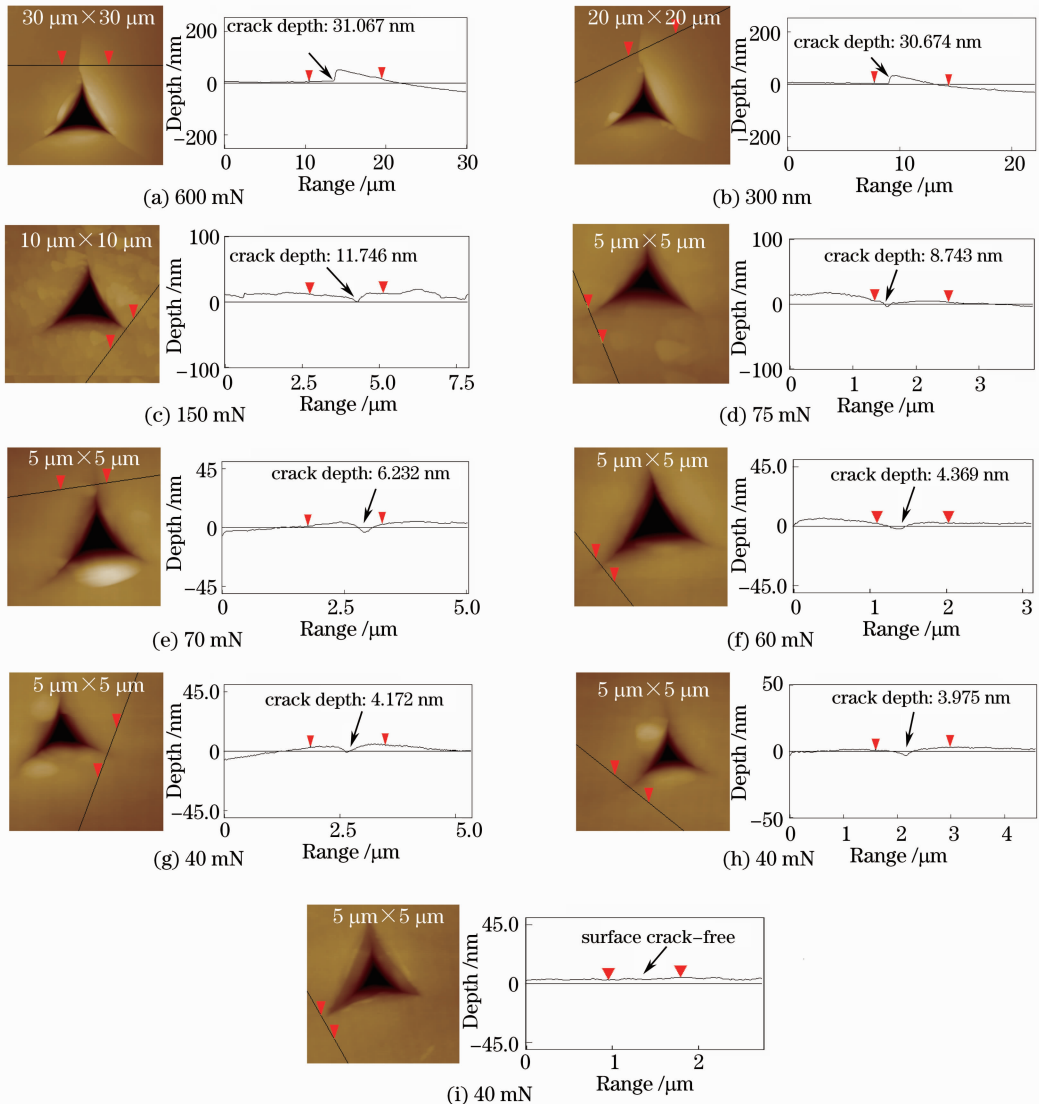 30 μm×30 μm
crack depth: 31.067 nm
Depth /nm
200
0
−200
0 10 20 30
Range /μm
(a) 600 mN
20 μm×20 μm
crack depth: 30.674 nm
Depth /nm
200
0
−200
0 10 20
Range /μm
(b) 300 nm
10 μm×10 μm
crack depth: 11.746 nm
Depth /nm
100
0
−100
0 2.5 5.0 7.5
Range /μm
(c) 150 mN
5 μm×5 μm
crack depth: 8.743 nm
Depth /nm
100
0
−100
0 1 2 3
Range /μm
(d) 75 mN
5 μm×5 μm
crack depth: 6.232 nm
Depth /nm
45
0
−45
0 2.5 5.0
Range /μm
(e) 70 mN
5 μm×5 μm
crack depth: 4.369 nm
Depth /nm
45.0
0
−45.0
0 1 2 3
Range /μm
(f) 60 mN
5 μm×5 μm
crack depth: 4.172 nm
Depth /nm
45.0
0
−45.0
0 2.5 5.0
Range /μm
(g) 40 mN
5 μm×5 μm
crack depth: 3.975 nm
Depth /nm
50
0
−50
0 1 2 3 4
Range /μm
(h) 40 mN
5 μm×5 μm
surface crack–free
Depth /nm
45.0
0
−45.0
0 1 2
Range /μm
(i) 40 mN